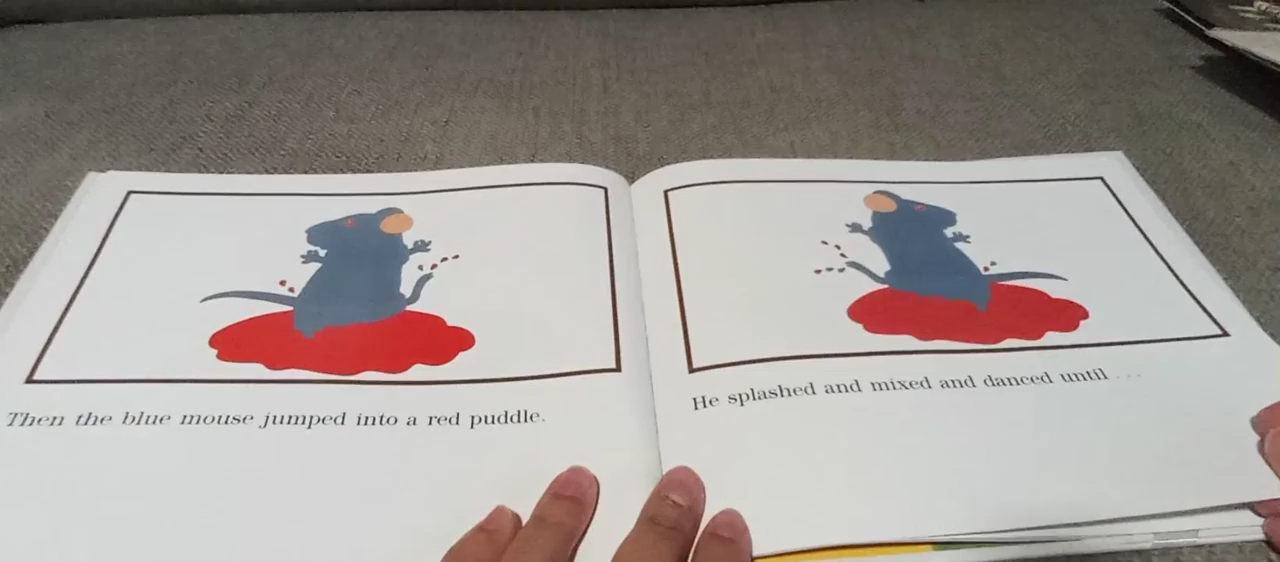 Then the blue mouse jumped into a red puddle.
He splashed and mixed and danced until . . .